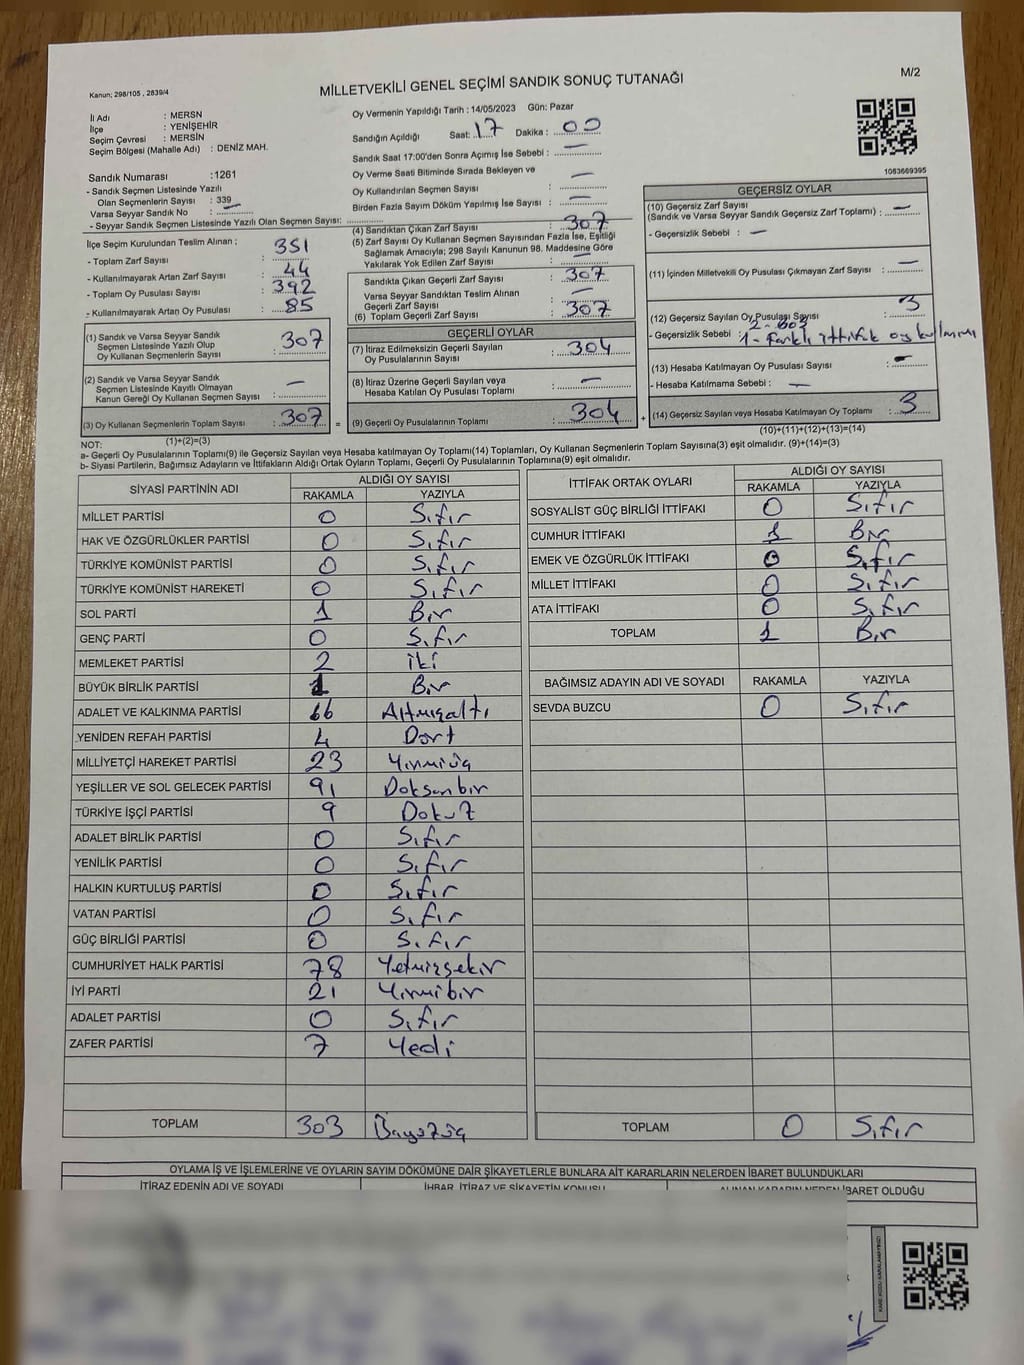 M/2
MİLLETVEKİLİ GENEL SEÇİMİ SANDIK SONUÇ TUTANAĞI
Kanun; 298/105 , 2839/4
İl Adı : MERSN
İlçe : YENİŞEHİR
Seçim Çevresi : MERSİN
Seçim Bölgesi (Mahalle Adı) : DENİZ MAH.
Sandık Numarası :1261
- Sandık Seçmen Listesinde Yazılı
Olan Seçmenlerin Sayısı : 339
Varsa Seyyar Sandık No : —
- Seyyar Sandık Seçmen Listesinde Yazılı Olan Seçmen Sayısı:
Oy Vermenin Yapıldığı Tarih : 14/05/2023 Gün: Pazar
Sandığın Açıldığı Saat: 17 Dakika : 00
Sandık Saat 17:00'den Sonra Açımış İse Sebebi : —
Oy Verme Saati Bitiminde Sırada Bekleyen ve
Oy Kullandırılan Seçmen Sayısı : —
Birden Fazla Sayım Döküm Yapılmış İse Sayısı : —
1083669395
İlçe Seçim Kurulundan Teslim Alınan ;
- Toplam Zarf Sayısı : 351
- Kullanılmayarak Artan Zarf Sayısı : 44
- Toplam Oy Pusulası Sayısı : 392
- Kullanılmayarak Artan Oy Pusulası : 85
(1) Sandık ve Varsa Seyyar Sandık
Seçmen Listesinde Yazılı Olup
Oy Kullanan Seçmenlerin Sayısı : 307
(2) Sandık ve Varsa Seyyar Sandık
Seçmen Listesinde Kayıtlı Olmayan
Kanun Gereği Oy Kullanan Seçmen Sayısı : —
(3) Oy Kullanan Seçmenlerin Toplam Sayısı : 307 =
(1)+(2)=(3)
(4) Sandıktan Çıkan Zarf Sayısı : 307
(5) Zarf Sayısı Oy Kullanan Seçmen Sayısından Fazla İse, Eşitliği
Sağlamak Amacıyla; 298 Sayılı Kanunun 98. Maddesine Göre
Yakılarak Yok Edilen Zarf Sayısı : —
Sandıkta Çıkan Geçerli Zarf Sayısı : 307
Varsa Seyyar Sandıktan Teslim Alınan
Geçerli Zarf Sayısı : —
(6) Toplam Geçerli Zarf Sayısı : 307
GEÇERLİ OYLAR
(7) İtiraz Edilmeksizin Geçerli Sayılan
Oy Pusulasının Sayısı : 304
(8) İtiraz Üzerine Geçerli Sayılan veya
Hesaba Katılan Oy Pusulası Toplamı : —
(9) Geçerli Oy Pusulalarının Toplamı : 304 +
GEÇERSİZ OYLAR
(10) Geçersiz Zarf Sayısı
(Sandık ve Varsa Seyyar Sandık Geçersiz Zarf Toplamı) : —
- Geçersizlik Sebebi : —
(11) İçinden Milletvekili Oy Pusulası Çıkmayan Zarf Sayısı : —
(12) Geçersiz Sayılan Oy Pusulası Sayısı : 3
2- boş
- Geçersizlik Sebebi : 1- Farklı ittifak oy kullanımı
(13) Hesaba Katılmayan Oy Pusulası Sayısı : —
- Hesaba Katılmama Sebebi : —
(14) Geçersiz Sayılan veya Hesaba Katılmayan Oy Toplamı : 3
(10)+(11)+(12)+(13)=(14)
NOT:
a- Geçerli Oy Pusulalarının Toplamı(9) ile Geçersiz Sayılan veya Hesaba katılmayan Oy Toplamı(14) Toplamları, Oy Kullanan Seçmenlerin Toplam Sayısına(3) eşit olmalıdır. (9)+(14)=(3)
b- Siyasi Partilerin, Bağımsız Adayların ve İttifakların Aldığı Ortak Oyların Toplamı, Geçerli Oy Pusulalarının Toplamına(9) eşit olmalıdır.
SİYASİ PARTİNİN ADI ALDIĞI OY SAYISI
RAKAMLA YAZIYLA
MİLLET PARTİSİ 0 Sıfır
HAK VE ÖZGÜRLÜKLER PARTİSİ 0 Sıfır
TÜRKİYE KOMÜNİST PARTİSİ 0 Sıfır
TÜRKİYE KOMÜNİST HAREKETİ 0 Sıfır
SOL PARTİ 1 Bir
GENÇ PARTİ 0 Sıfır
MEMLEKET PARTİSİ 2 iki
BÜYÜK BİRLİK PARTİSİ 1 Bir
ADALET VE KALKINMA PARTİSİ 66 Altmışaltı
YENİDEN REFAH PARTİSİ 4 Dört
MİLLİYETÇİ HAREKET PARTİSİ 23 Yirmiüç
YEŞİLLER VE SOL GELECEK PARTİSİ 91 Doksanbir
TÜRKİYE İŞÇİ PARTİSİ 9 Dokuz
ADALET BİRLİK PARTİSİ 0 Sıfır
YENİLİK PARTİSİ 0 Sıfır
HALKIN KURTULUŞ PARTİSİ 0 Sıfır
VATAN PARTİSİ 0 Sıfır
GÜÇ BİRLİĞİ PARTİSİ 0 Sıfır
CUMHURİYET HALK PARTİSİ 78 Yetmişsekiz
İYİ PARTİ 21 Yirmibir
ADALET PARTİSİ 0 Sıfır
ZAFER PARTİSİ 7 Yedi
TOPLAM 303
İTTİFAK ORTAK OYLARI ALDIĞI OY SAYISI
RAKAMLA YAZIYLA
SOSYALİST GÜÇ BİRLİĞİ İTTİFAKI 0 Sıfır
CUMHUR İTTİFAKI 1 Bir
EMEK VE ÖZGÜRLÜK İTTİFAKI 0 Sıfır
MİLLET İTTİFAKI 0 Sıfır
ATA İTTİFAKI 0 Sıfır
TOPLAM 1 Bir
BAĞIMSIZ ADAYIN ADI VE SOYADI RAKAMLA YAZIYLA
SEVDA BUZCU 0 Sıfır
TOPLAM 0 Sıfır
OYLAMA İŞ VE İŞLEMLERİNE VE OYLARIN SAYIM DÖKÜMÜNE DAİR ŞİKAYETLERLE BUNLARA AİT KARARLARIN NELERDEN İBARET BULUNDUKLARI
İTİRAZ EDENİN ADI VE SOYADI İHBAR, İTİRAZ VE ŞİKAYETİN KONUSU ALINAN KARARIN NEDEN İBARET OLDUĞU